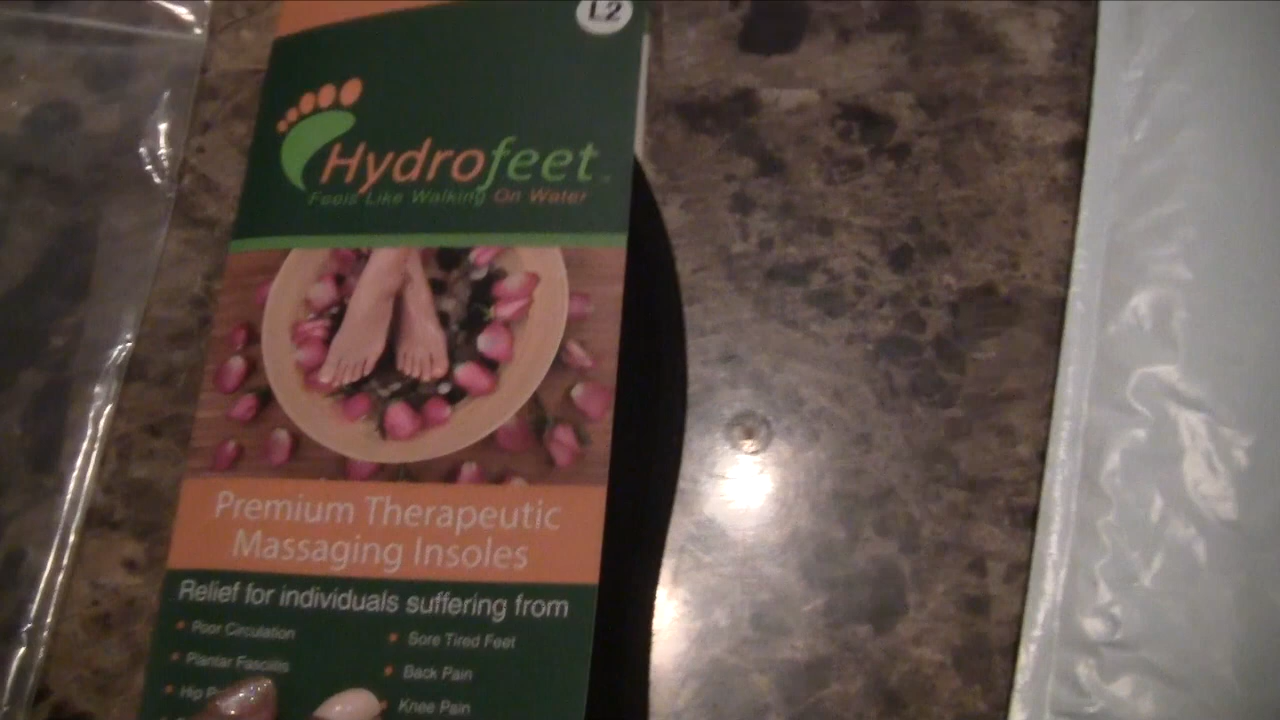 L2
Hydrofeet
Feels Like Walking On Water
Premium Therapeutic
Massaging Insoles
Relief for individuals suffering from
• Poor Circulation
• Plantar Fasciitis
• Hip
• Sore Tired Feet
• Back Pain
• Knee Pain